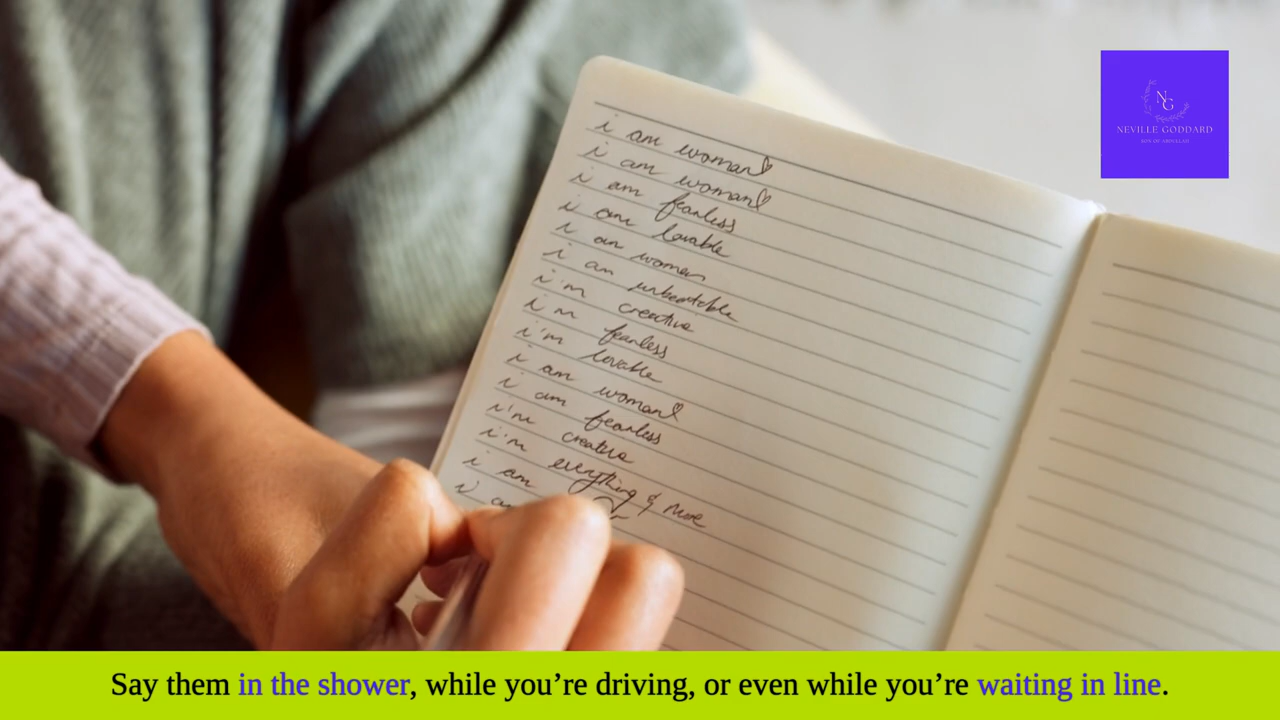 i am woman
i am woman
i am fearless
i am lovable
i am woman
i am unbeatable
i'm creative
i'm fearless
i'm lovable
i am woman
i am fearless
i'm creative
i'm everything & more
i am
i
NG
NEVILLE GODDARD
Say them in the shower, while you’re driving, or even while you’re waiting in line.